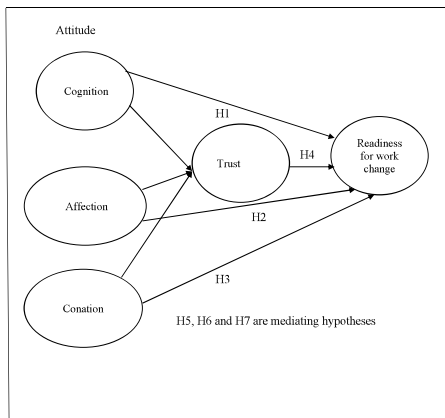 Attitude
Cognition
H1
Trust
H4
Readiness
for work
change
Affection
H2
H3
Conation
H5, H6 and H7 are mediating hypotheses